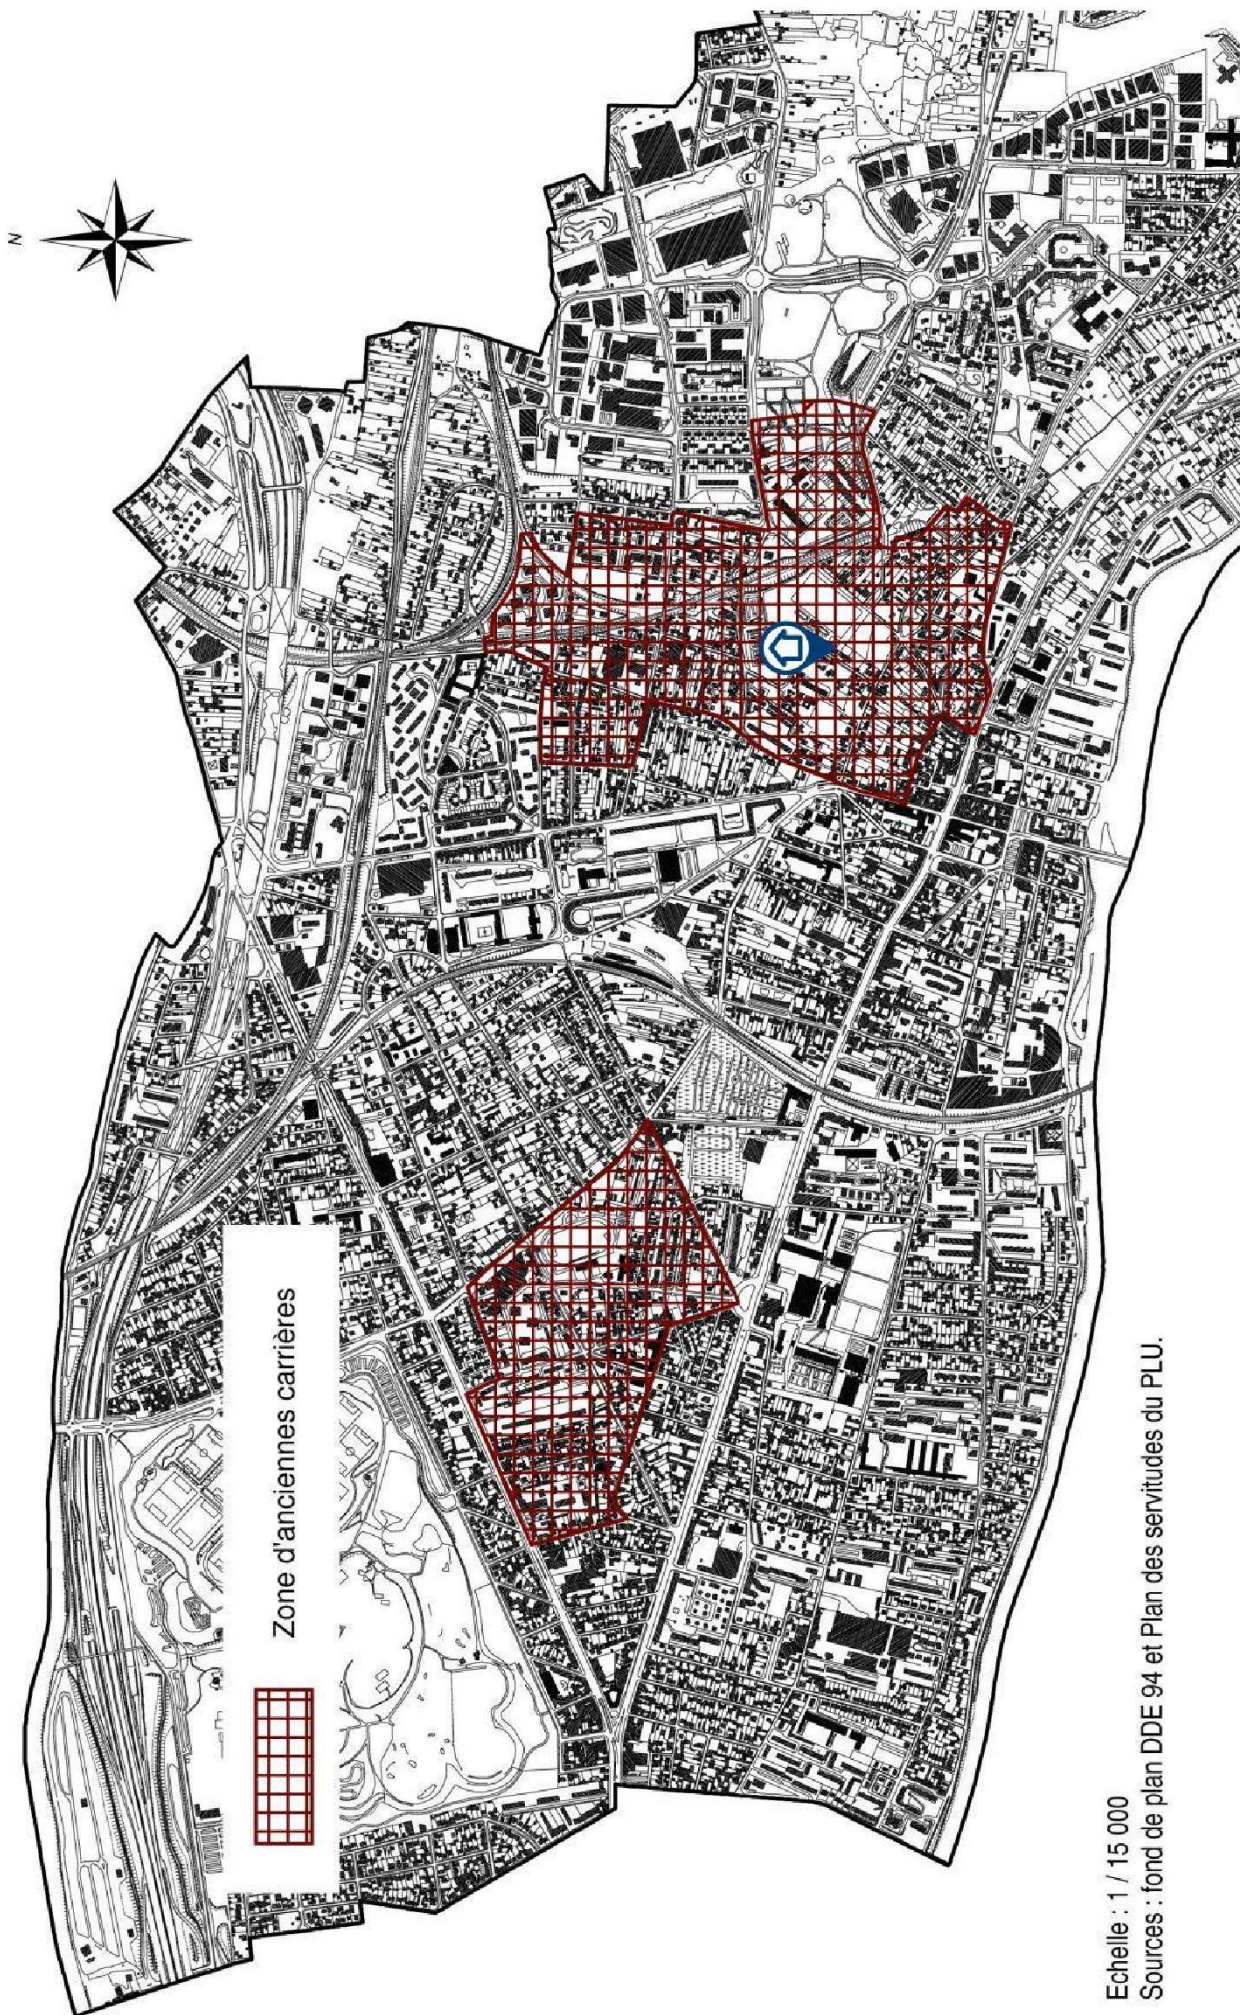 N
Zone d'anciennes carrières
Echelle : 1 / 15 000
Sources : fond de plan DDE 94 et Plan des servitudes du PLU.